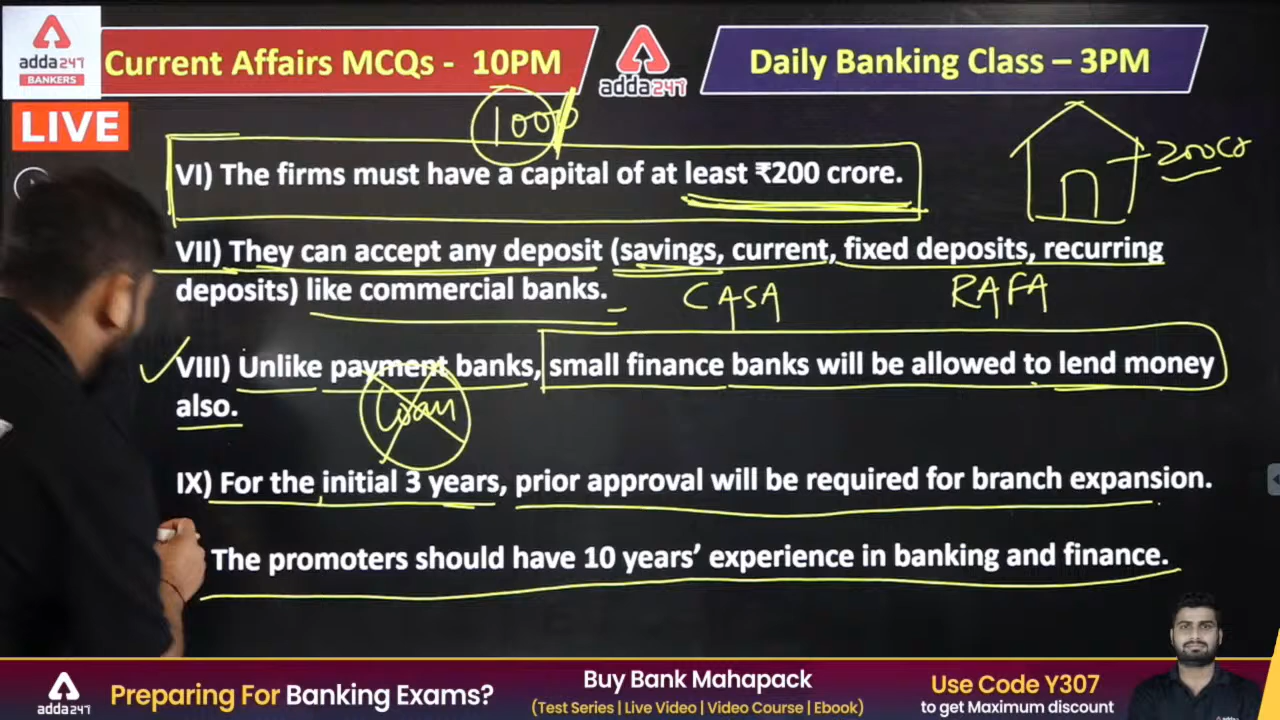 adda247
BANKERS
Current Affairs MCQs - 10PM
adda247
Daily Banking Class – 3PM
LIVE
100
VI) The firms must have a capital of at least ₹200 crore.
200Cr
VII) They can accept any deposit (savings, current, fixed deposits, recurring
deposits) like commercial banks.
CASA
RAFA
VIII) Unlike payment banks, small finance banks will be allowed to lend money
also.
Loan
IX) For the initial 3 years, prior approval will be required for branch expansion.
The promoters should have 10 years’ experience in banking and finance.
adda247
Preparing For Banking Exams?
Buy Bank Mahapack
(Test Series | Live Video | Video Course | Ebook)
Use Code Y307
to get Maximum discount